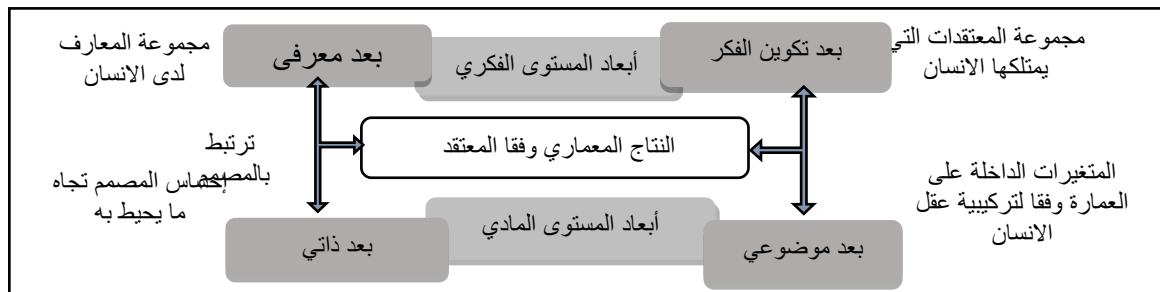 مجموعة المعتقدات التي
يمتلكها الانسان
بعد تكوين الفكر
أبعاد المستوى الفكري
بعد معرفى
مجموعة المعارف
لدى الانسان
النتاج المعماري وفقا المعتقد
ترتبط
بالمصمم
إحساس المصمم تجاه
ما يحيط به
المتغيرات الداخلة على
العمارة وفقا لتركيبية عقل
الانسان
بعد موضوعي
أبعاد المستوى المادي
بعد ذاتي